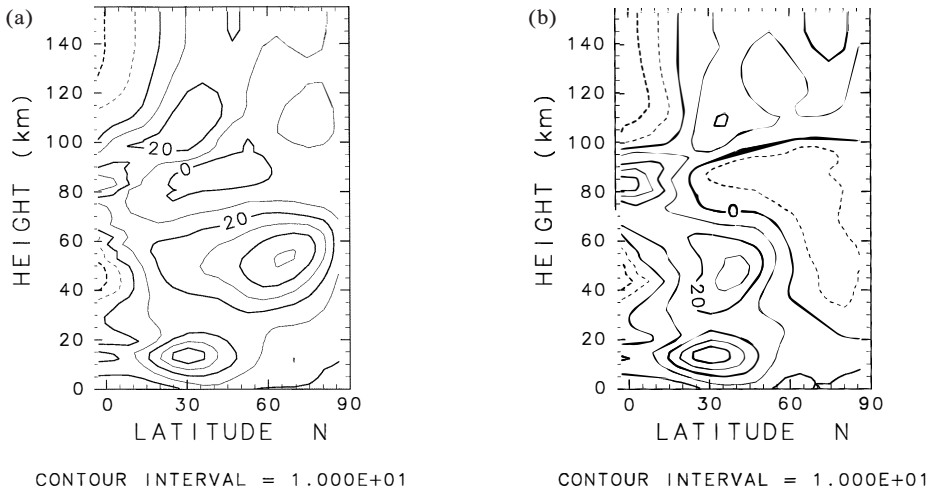 (a)
140
120
100
80
60
40
20
0
HEIGHT (km)
20
0
20
0 30 60 90
LATITUDE N
CONTOUR INTERVAL = 1.000E+01
(b)
140
120
100
80
60
40
20
0
HEIGHT (km)
0
20
0 30 60 90
LATITUDE N
CONTOUR INTERVAL = 1.000E+01